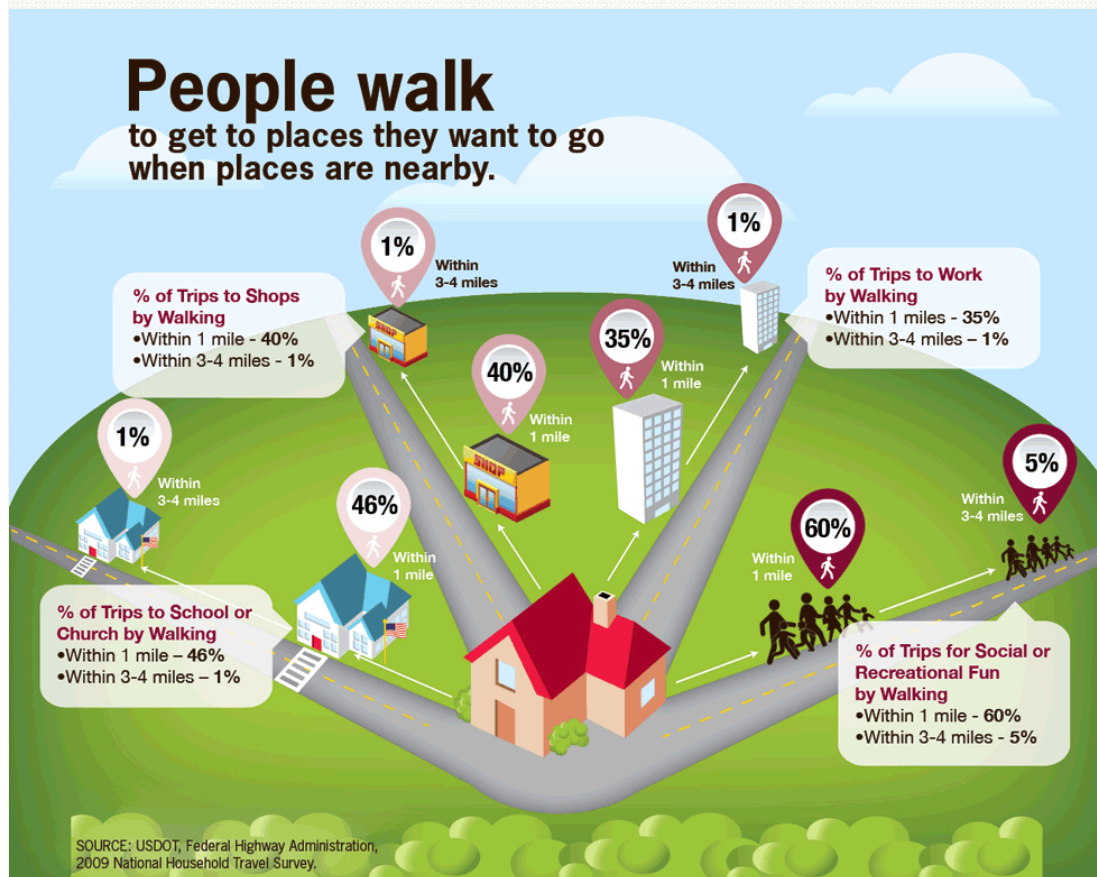 People walk
to get to places they want to go
when places are nearby.
1%
Within
3-4 miles
1%
Within
3-4 miles
% of Trips to Shops
by Walking
•Within 1 mile - 40%
•Within 3-4 miles - 1%
% of Trips to Work
by Walking
•Within 1 miles - 35%
•Within 3-4 miles – 1%
SHOP
35%
Within
1 mile
40%
Within
1 mile
SHOP
1%
Within
3-4 miles
46%
Within
1 mile
5%
Within
3-4 miles
60%
Within
1 mile
% of Trips to School or
Church by Walking
•Within 1 mile – 46%
•Within 3-4 miles – 1%
% of Trips for Social or
Recreational Fun
by Walking
•Within 1 mile - 60%
•Within 3-4 miles - 5%
SOURCE: USDOT, Federal Highway Administration,
2009 National Household Travel Survey.